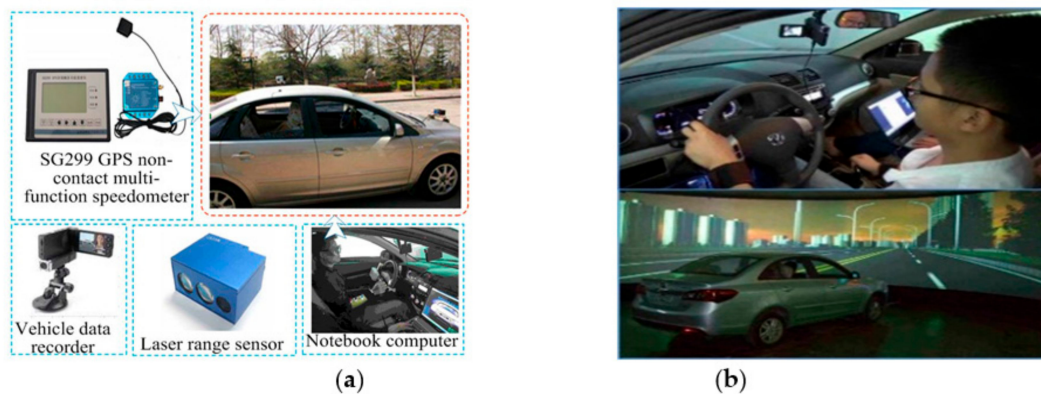 SG299 GPS non-
contact multi-
function speedometer
Vehicle data
recorder
Laser range sensor
Notebook computer
(a)
(b)